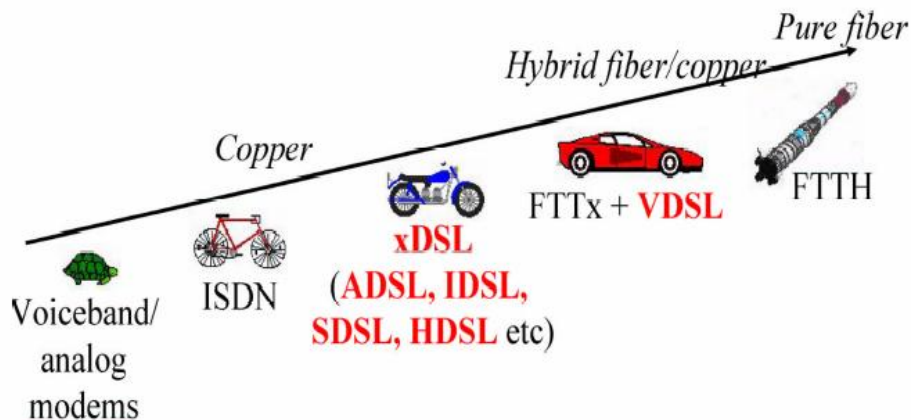 Pure fiber
Hybrid fiber/copper
Copper
FTTH
FTTx + VDSL
xDSL
(ADSL, IDSL,
SDSL, HDSL etc)
ISDN
Voiceband/
analog
modems